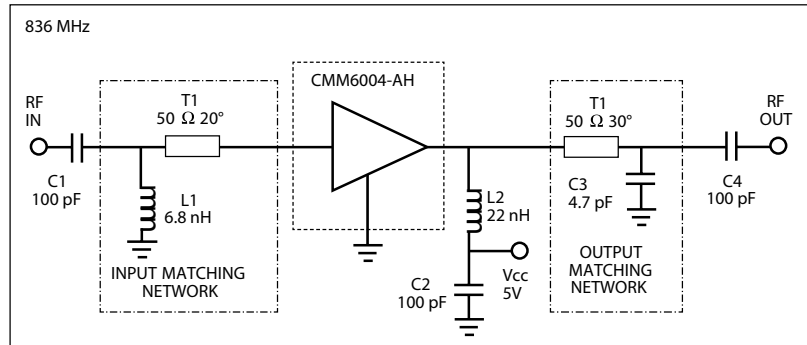 836 MHz
CMM6004-AH
RF
IN
T1
50 Ω 20°
T1
50 Ω 30°
RF
OUT
C1
100 pF
L1
6.8 nH
L2
22 nH
C3
4.7 pF
C4
100 pF
INPUT MATCHING
NETWORK
C2
100 pF
Vcc
5V
OUTPUT
MATCHING
NETWORK